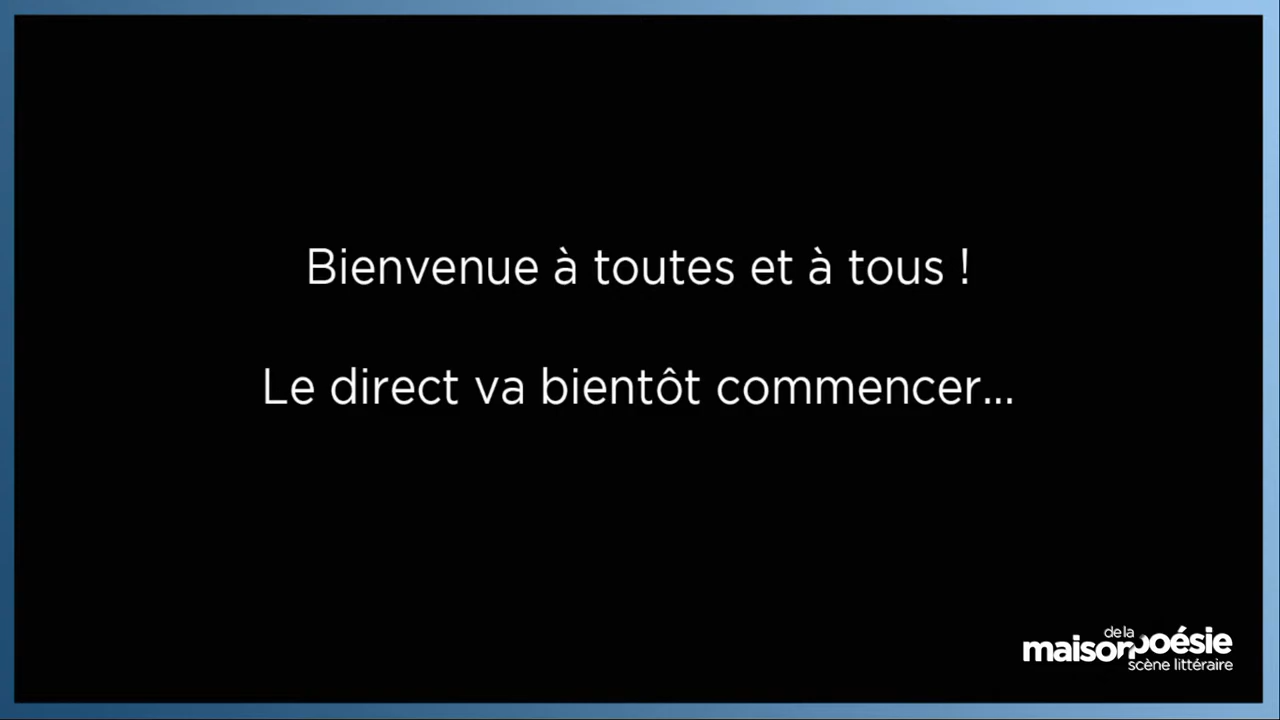 Bienvenue à toutes et à tous !
Le direct va bientôt commencer...
de la
maison poésie
scène littéraire